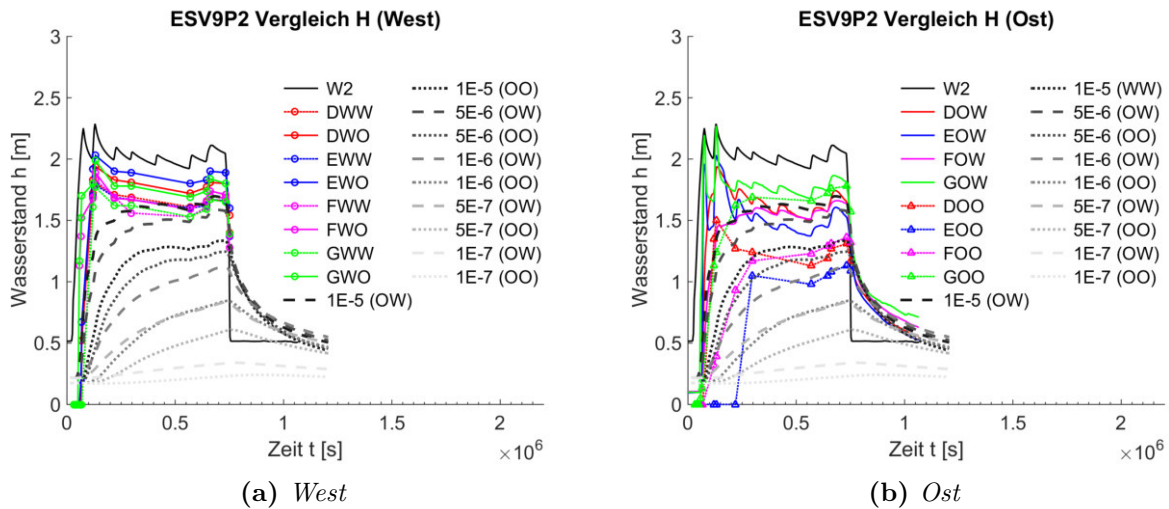 ESV9P2 Vergleich H (West)
3
2.5
2
1.5
1
0.5
0
Wasserstand h [m]
W2
DWW
DWO
EWW
EWO
FWW
FWO
GWW
GWO
1E-5 (OW)
1E-5 (OO)
5E-6 (OW)
5E-6 (OO)
1E-6 (OW)
1E-6 (OO)
5E-7 (OW)
5E-7 (OO)
1E-7 (OW)
1E-7 (OO)
0 0.5 1 1.5 2
Zeit t [s]
×10^6
(a) West
ESV9P2 Vergleich H (Ost)
3
2.5
2
1.5
1
0.5
0
Wasserstand h [m]
W2
DOW
EOW
FOW
GOW
DOO
EOO
FOO
GOO
1E-5 (OW)
1E-5 (WW)
5E-6 (OW)
5E-6 (OO)
1E-6 (OW)
1E-6 (OO)
5E-7 (OW)
5E-7 (OO)
1E-7 (OW)
1E-7 (OO)
0 0.5 1 1.5 2
Zeit t [s]
×10^6
(b) Ost